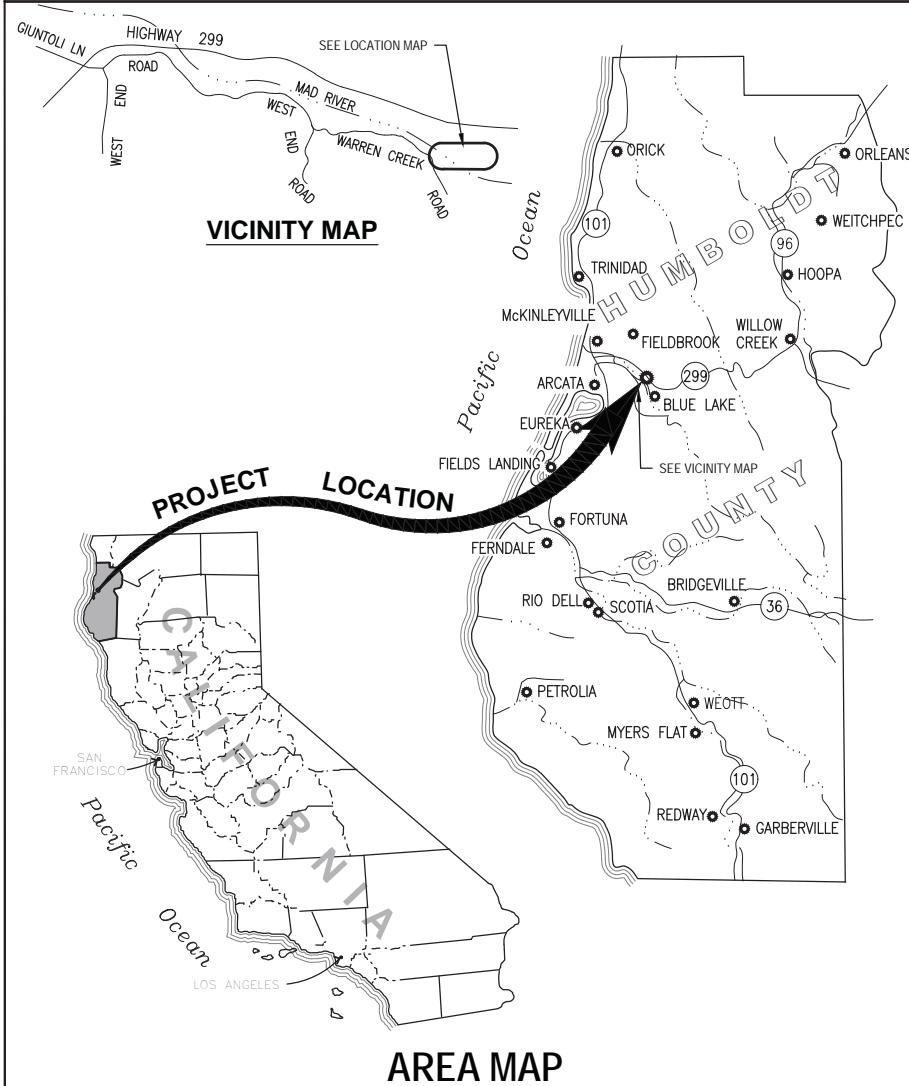 GIUNTOLI LN
HIGHWAY 299
SEE LOCATION MAP
ROAD
END
WEST
MAD RIVER
WEST
END
ROAD
WARREN CREEK
ROAD
VICINITY MAP
Ocean
Pacific
HUMBOLDT
COUNTY
ORICK
ORLEANS
101
WEITCHPEC
96
TRINIDAD
HOOPA
McKINLEYVILLE
FIELDBROOK
WILLOW
CREEK
299
ARCATA
BLUE LAKE
EUREKA
SEE VICINITY MAP
FIELDS LANDING
PROJECT LOCATION
FORTUNA
FERNDALE
BRIDGEVILLE
RIO DELL
SCOTIA
36
PETROLIA
WEOTT
MYERS FLAT
101
REDWAY
GARBERVILLE
CALIFORNIA
SAN
FRANCISCO
Pacific
Ocean
LOS ANGELES
AREA MAP